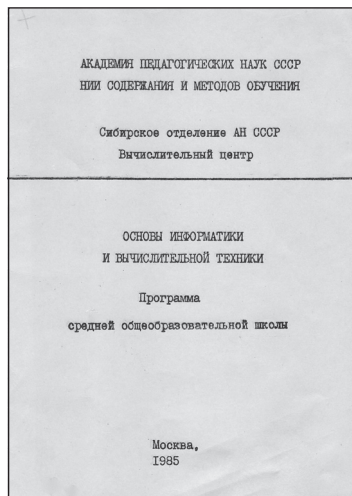 АКАДЕМИЯ ПЕДАГОГИЧЕСКИХ НАУК СССР
НИИ СОДЕРЖАНИЯ И МЕТОДОВ ОБУЧЕНИЯ
Сибирское отделение АН СССР
Вычислительный центр
ОСНОВЫ ИНФОРМАТИКИ
И ВЫЧИСЛИТЕЛЬНОЙ ТЕХНИКИ
Программа
средней общеобразовательной школы
Москва,
1985